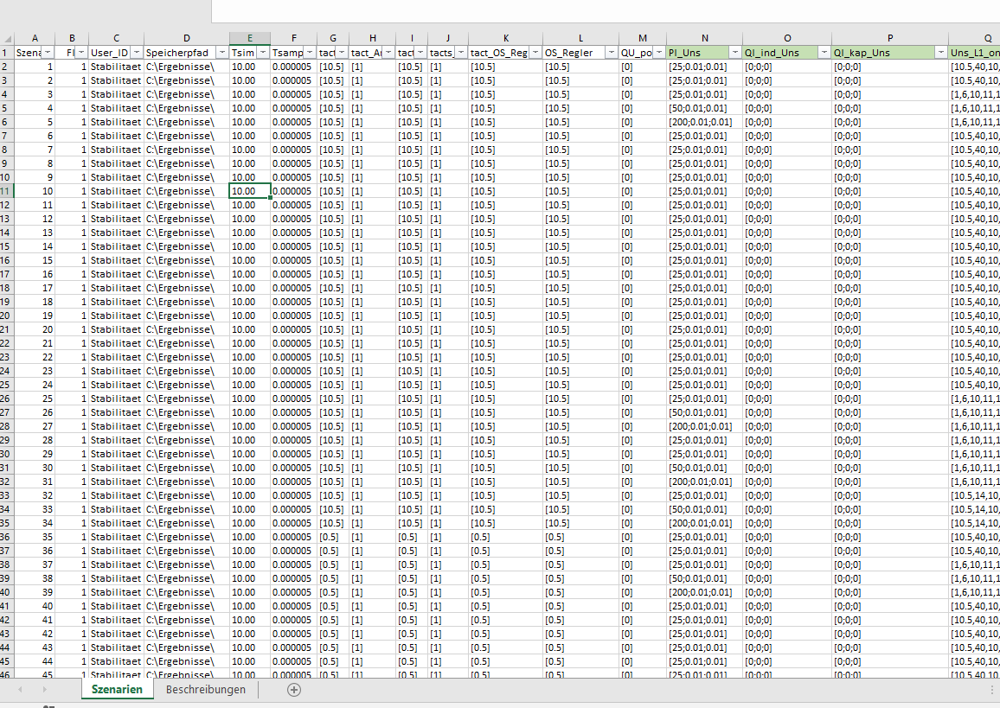 A B C D E F G H I J K L M N O P Q
1 Szena FI User_ID Speicherpfad Tsim Tsamp tact tact_A tact tacts_ tact_OS_Reg OS_Regler QU_po PI_Uns QI_ind_Uns QI_kap_Uns Uns_L1_on
2 1 1 Stabilitaet C:\Ergebnisse\ 10.00 0.000005 [10.5] [1] [10.5] [1] [10.5] [10.5] [0] [25;0.01;0.01] [0;0;0] [0;0;0] [10.5,40,10,
3 2 1 Stabilitaet C:\Ergebnisse\ 10.00 0.000005 [10.5] [1] [10.5] [1] [10.5] [10.5] [0] [25;0.01;0.01] [0;0;0] [0;0;0] [10.5,40,10,
4 3 1 Stabilitaet C:\Ergebnisse\ 10.00 0.000005 [10.5] [1] [10.5] [1] [10.5] [10.5] [0] [25;0.01;0.01] [0;0;0] [0;0;0] [1,6,10,11,1
5 4 1 Stabilitaet C:\Ergebnisse\ 10.00 0.000005 [10.5] [1] [10.5] [1] [10.5] [10.5] [0] [50;0.01;0.01] [0;0;0] [0;0;0] [1,6,10,11,1
6 5 1 Stabilitaet C:\Ergebnisse\ 10.00 0.000005 [10.5] [1] [10.5] [1] [10.5] [10.5] [0] [200;0.01;0.01] [0;0;0] [0;0;0] [1,6,10,11,1
7 6 1 Stabilitaet C:\Ergebnisse\ 10.00 0.000005 [10.5] [1] [10.5] [1] [10.5] [10.5] [0] [25;0.01;0.01] [0;0;0] [0;0;0] [10.5,40,10,
8 7 1 Stabilitaet C:\Ergebnisse\ 10.00 0.000005 [10.5] [1] [10.5] [1] [10.5] [10.5] [0] [25;0.01;0.01] [0;0;0] [0;0;0] [10.5,40,10,
9 8 1 Stabilitaet C:\Ergebnisse\ 10.00 0.000005 [10.5] [1] [10.5] [1] [10.5] [10.5] [0] [25;0.01;0.01] [0;0;0] [0;0;0] [10.5,40,10,
10 9 1 Stabilitaet C:\Ergebnisse\ 10.00 0.000005 [10.5] [1] [10.5] [1] [10.5] [10.5] [0] [25;0.01;0.01] [0;0;0] [0;0;0] [10.5,40,10,
11 10 1 Stabilitaet C:\Ergebnisse\ 10.00 0.000005 [10.5] [1] [10.5] [1] [10.5] [10.5] [0] [25;0.01;0.01] [0;0;0] [0;0;0] [10.5,40,10,
12 11 1 Stabilitaet C:\Ergebnisse\ 10.00 0.000005 [10.5] [1] [10.5] [1] [10.5] [10.5] [0] [25;0.01;0.01] [0;0;0] [0;0;0] [10.5,40,10,
13 12 1 Stabilitaet C:\Ergebnisse\ 10.00 0.000005 [10.5] [1] [10.5] [1] [10.5] [10.5] [0] [25;0.01;0.01] [0;0;0] [0;0;0] [10.5,40,10,
14 13 1 Stabilitaet C:\Ergebnisse\ 10.00 0.000005 [10.5] [1] [10.5] [1] [10.5] [10.5] [0] [25;0.01;0.01] [0;0;0] [0;0;0] [10.5,40,10,
15 14 1 Stabilitaet C:\Ergebnisse\ 10.00 0.000005 [10.5] [1] [10.5] [1] [10.5] [10.5] [0] [25;0.01;0.01] [0;0;0] [0;0;0] [10.5,40,10,
16 15 1 Stabilitaet C:\Ergebnisse\ 10.00 0.000005 [10.5] [1] [10.5] [1] [10.5] [10.5] [0] [25;0.01;0.01] [0;0;0] [0;0;0] [10.5,40,10,
17 16 1 Stabilitaet C:\Ergebnisse\ 10.00 0.000005 [10.5] [1] [10.5] [1] [10.5] [10.5] [0] [25;0.01;0.01] [0;0;0] [0;0;0] [10.5,40,10,
18 17 1 Stabilitaet C:\Ergebnisse\ 10.00 0.000005 [10.5] [1] [10.5] [1] [10.5] [10.5] [0] [25;0.01;0.01] [0;0;0] [0;0;0] [10.5,40,10,
19 18 1 Stabilitaet C:\Ergebnisse\ 10.00 0.000005 [10.5] [1] [10.5] [1] [10.5] [10.5] [0] [25;0.01;0.01] [0;0;0] [0;0;0] [10.5,40,10,
20 19 1 Stabilitaet C:\Ergebnisse\ 10.00 0.000005 [10.5] [1] [10.5] [1] [10.5] [10.5] [0] [25;0.01;0.01] [0;0;0] [0;0;0] [10.5,40,10,
21 20 1 Stabilitaet C:\Ergebnisse\ 10.00 0.000005 [10.5] [1] [10.5] [1] [10.5] [10.5] [0] [25;0.01;0.01] [0;0;0] [0;0;0] [10.5,40,10,
22 21 1 Stabilitaet C:\Ergebnisse\ 10.00 0.000005 [10.5] [1] [10.5] [1] [10.5] [10.5] [0] [25;0.01;0.01] [0;0;0] [0;0;0] [10.5,40,10,
23 22 1 Stabilitaet C:\Ergebnisse\ 10.00 0.000005 [10.5] [1] [10.5] [1] [10.5] [10.5] [0] [25;0.01;0.01] [0;0;0] [0;0;0] [10.5,40,10,
24 23 1 Stabilitaet C:\Ergebnisse\ 10.00 0.000005 [10.5] [1] [10.5] [1] [10.5] [10.5] [0] [25;0.01;0.01] [0;0;0] [0;0;0] [10.5,40,10,
25 24 1 Stabilitaet C:\Ergebnisse\ 10.00 0.000005 [10.5] [1] [10.5] [1] [10.5] [10.5] [0] [25;0.01;0.01] [0;0;0] [0;0;0] [10.5,40,10,
26 25 1 Stabilitaet C:\Ergebnisse\ 10.00 0.000005 [10.5] [1] [10.5] [1] [10.5] [10.5] [0] [25;0.01;0.01] [0;0;0] [0;0;0] [1,6,10,11,1
27 26 1 Stabilitaet C:\Ergebnisse\ 10.00 0.000005 [10.5] [1] [10.5] [1] [10.5] [10.5] [0] [50;0.01;0.01] [0;0;0] [0;0;0] [1,6,10,11,1
28 27 1 Stabilitaet C:\Ergebnisse\ 10.00 0.000005 [10.5] [1] [10.5] [1] [10.5] [10.5] [0] [200;0.01;0.01] [0;0;0] [0;0;0] [1,6,10,11,1
29 28 1 Stabilitaet C:\Ergebnisse\ 10.00 0.000005 [10.5] [1] [10.5] [1] [10.5] [10.5] [0] [25;0.01;0.01] [0;0;0] [0;0;0] [1,6,10,11,1
30 29 1 Stabilitaet C:\Ergebnisse\ 10.00 0.000005 [10.5] [1] [10.5] [1] [10.5] [10.5] [0] [25;0.01;0.01] [0;0;0] [0;0;0] [1,6,10,11,1
31 30 1 Stabilitaet C:\Ergebnisse\ 10.00 0.000005 [10.5] [1] [10.5] [1] [10.5] [10.5] [0] [50;0.01;0.01] [0;0;0] [0;0;0] [1,6,10,11,1
32 31 1 Stabilitaet C:\Ergebnisse\ 10.00 0.000005 [10.5] [1] [10.5] [1] [10.5] [10.5] [0] [200;0.01;0.01] [0;0;0] [0;0;0] [1,6,10,11,1
33 32 1 Stabilitaet C:\Ergebnisse\ 10.00 0.000005 [10.5] [1] [10.5] [1] [10.5] [10.5] [0] [25;0.01;0.01] [0;0;0] [0;0;0] [10.5,14,10,
34 33 1 Stabilitaet C:\Ergebnisse\ 10.00 0.000005 [10.5] [1] [10.5] [1] [10.5] [10.5] [0] [50;0.01;0.01] [0;0;0] [0;0;0] [10.5,14,10,
35 34 1 Stabilitaet C:\Ergebnisse\ 10.00 0.000005 [10.5] [1] [10.5] [1] [10.5] [10.5] [0] [200;0.01;0.01] [0;0;0] [0;0;0] [10.5,14,10,
36 35 1 Stabilitaet C:\Ergebnisse\ 10.00 0.000005 [0.5] [1] [0.5] [1] [0.5] [0.5] [0] [25;0.01;0.01] [0;0;0] [0;0;0] [10.5,40,10,
37 36 1 Stabilitaet C:\Ergebnisse\ 10.00 0.000005 [0.5] [1] [0.5] [1] [0.5] [0.5] [0] [25;0.01;0.01] [0;0;0] [0;0;0] [10.5,40,10,
38 37 1 Stabilitaet C:\Ergebnisse\ 10.00 0.000005 [0.5] [1] [0.5] [1] [0.5] [0.5] [0] [25;0.01;0.01] [0;0;0] [0;0;0] [1,6,10,11,1
39 38 1 Stabilitaet C:\Ergebnisse\ 10.00 0.000005 [0.5] [1] [0.5] [1] [0.5] [0.5] [0] [50;0.01;0.01] [0;0;0] [0;0;0] [1,6,10,11,1
40 39 1 Stabilitaet C:\Ergebnisse\ 10.00 0.000005 [0.5] [1] [0.5] [1] [0.5] [0.5] [0] [200;0.01;0.01] [0;0;0] [0;0;0] [1,6,10,11,1
41 40 1 Stabilitaet C:\Ergebnisse\ 10.00 0.000005 [0.5] [1] [0.5] [1] [0.5] [0.5] [0] [25;0.01;0.01] [0;0;0] [0;0;0] [10.5,40,10,
42 41 1 Stabilitaet C:\Ergebnisse\ 10.00 0.000005 [0.5] [1] [0.5] [1] [0.5] [0.5] [0] [25;0.01;0.01] [0;0;0] [0;0;0] [10.5,40,10,
43 42 1 Stabilitaet C:\Ergebnisse\ 10.00 0.000005 [0.5] [1] [0.5] [1] [0.5] [0.5] [0] [25;0.01;0.01] [0;0;0] [0;0;0] [10.5,40,10,
44 43 1 Stabilitaet C:\Ergebnisse\ 10.00 0.000005 [0.5] [1] [0.5] [1] [0.5] [0.5] [0] [25;0.01;0.01] [0;0;0] [0;0;0] [10.5,40,10,
45 44 1 Stabilitaet C:\Ergebnisse\ 10.00 0.000005 [0.5] [1] [0.5] [1] [0.5] [0.5] [0] [25;0.01;0.01] [0;0;0] [0;0;0] [10.5,40,10,
46 45 1 Stabilitaet C:\Ergebnisse\ 10.00 0.000005 [0.5] [1] [0.5] [1] [0.5] [0.5] [0] [25;0.01;0.01] [0;0;0] [0;0;0] [10.5,40,10,
Szenarien Beschreibungen